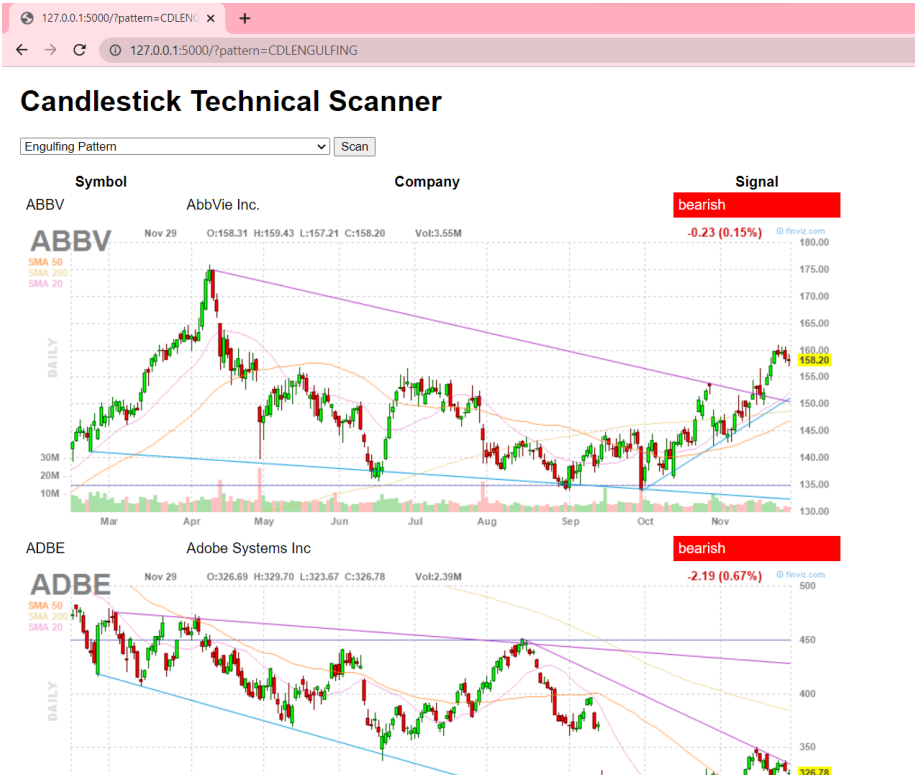 127.0.0.1:5000/?pattern=CDLENG
127.0.0.1:5000/?pattern=CDLENGULFING
Candlestick Technical Scanner
Engulfing Pattern Scan
Symbol Company Signal
ABBV AbbVie Inc. bearish
ABBV Nov 29 O:158.31 H:159.43 L:157.21 C:158.20 Vol:3.55M -0.23 (0.15%) © finviz.com
180.00
SMA 50
SMA 200
175.00
SMA 20
170.00
165.00
160.00
DAILY
158.20
155.00
150.00
145.00
30M 140.00
20M 135.00
10M
130.00
Mar Apr May Jun Jul Aug Sep Oct Nov
ADBE Adobe Systems Inc bearish
ADBE Nov 29 O:326.69 H:329.70 L:323.67 C:326.78 Vol:2.39M -2.19 (0.67%) © finviz.com
500
SMA 50
SMA 200
SMA 20
450
DAILY
400
350
326.78